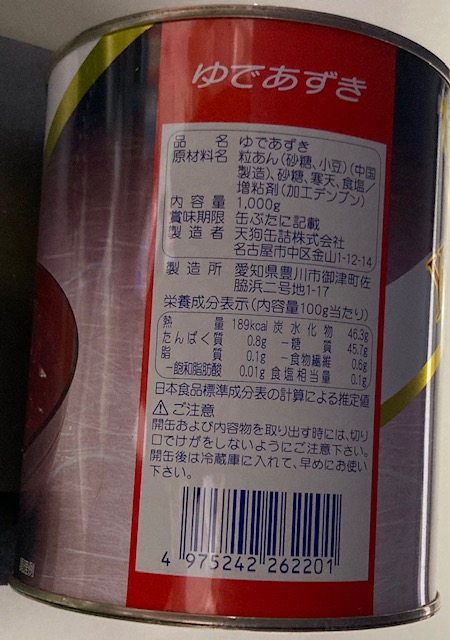 ゆであずき
品名 ゆであずき
原材料名 粒あん(砂糖、小豆)(中国
製造)、砂糖、寒天、食塩/
増粘剤(加工デンプン)
内容量 1,000g
賞味期限 缶ぶたに記載
製造者 天狗缶詰株式会社
名古屋市中区金山1-12-14
製造所 愛知県豊川市御津町佐
脇浜二号地1-17
栄養成分表示(内容量100g当たり)
熱量 189kcal 炭水化物 46.3g
たんぱく質 0.8g -糖質 45.7g
脂質 0.1g -食物繊維 0.6g
-飽和脂肪酸 0.01g 食塩相当量 0.1g
日本食品標準成分表の計算による推定値
⚠ご注意
開缶および内容物を取り出す時には、切り
口でけがをしないようにご注意下さい。
開缶後は冷蔵庫に入れて、早めにお使い
下さい。
4 975242 262201
調理例